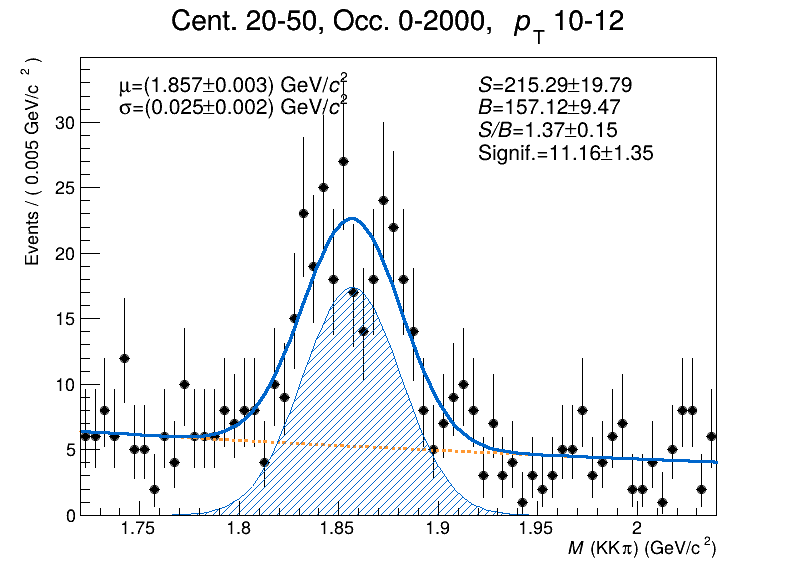 Cent. 20-50, Occ. 0-2000, pT 10-12
μ=(1.857±0.003) GeV/c²
σ=(0.025±0.002) GeV/c²
S=215.29±19.79
B=157.12±9.47
S/B=1.37±0.15
Signif.=11.16±1.35
Events / ( 0.005 GeV/c² )
30
25
20
15
10
5
0
1.75 1.8 1.85 1.9 1.95 2
M (KKπ) (GeV/c²)